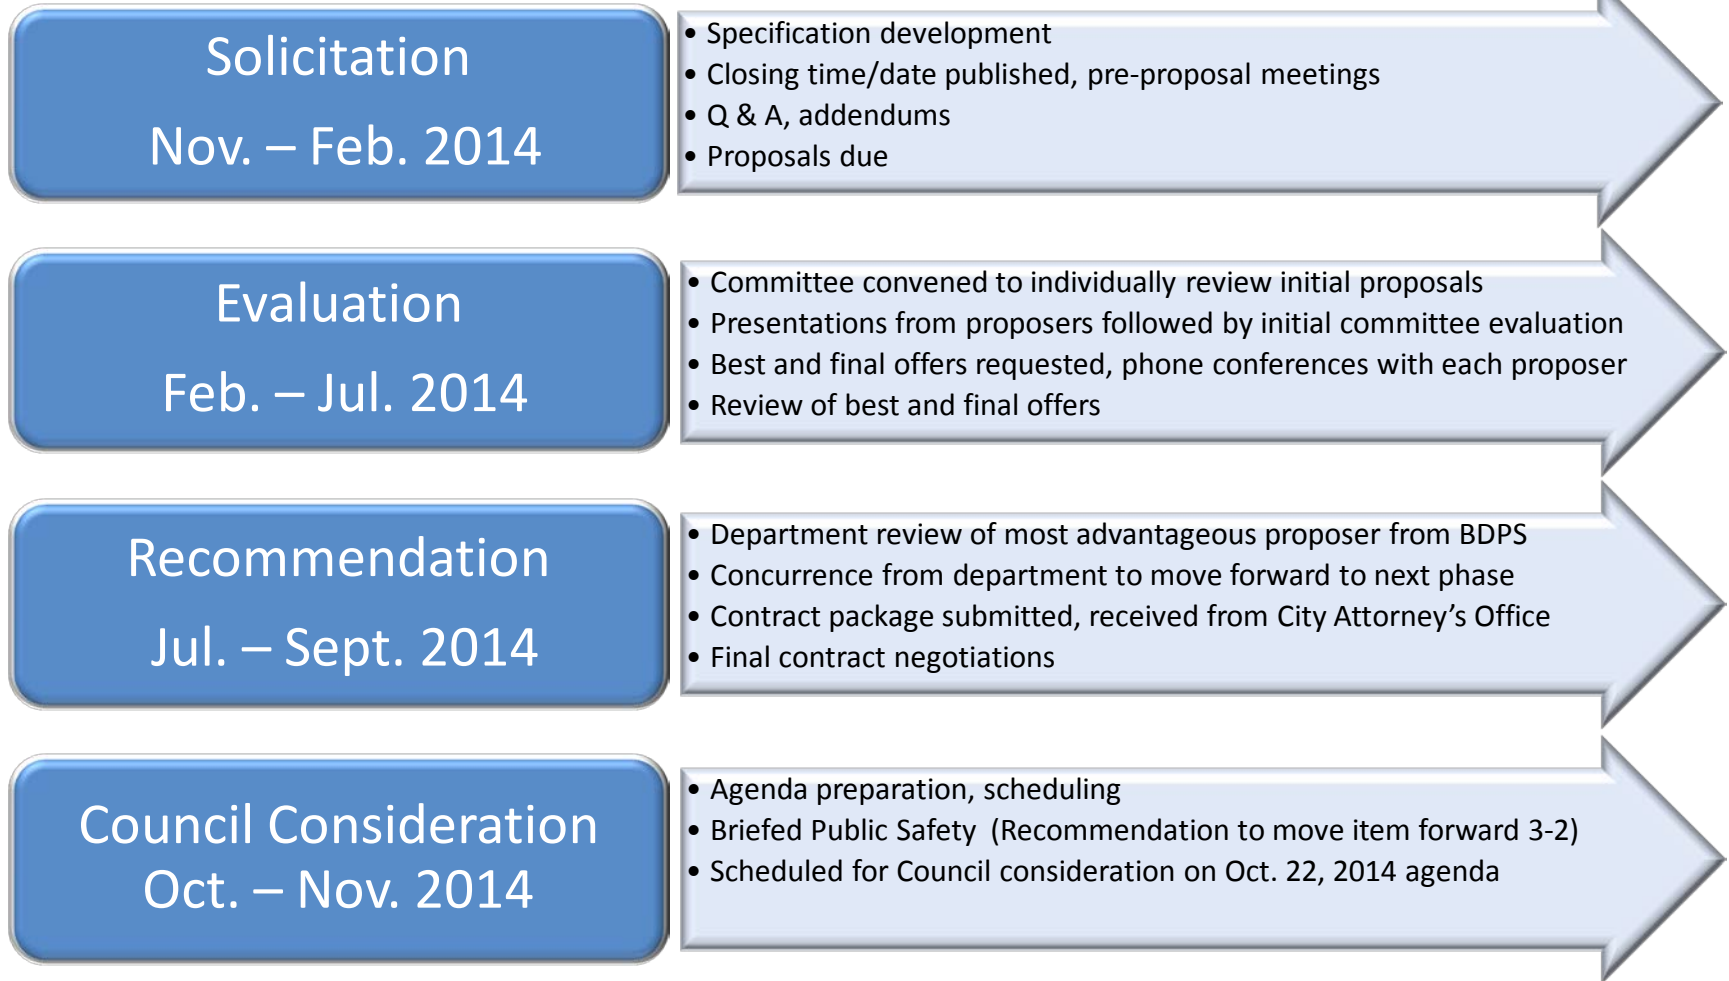 Solicitation
Nov. – Feb. 2014
• Specification development
• Closing time/date published, pre-proposal meetings
• Q & A, addendums
• Proposals due
Evaluation
Feb. – Jul. 2014
• Committee convened to individually review initial proposals
• Presentations from proposers followed by initial committee evaluation
• Best and final offers requested, phone conferences with each proposer
• Review of best and final offers
Recommendation
Jul. – Sept. 2014
• Department review of most advantageous proposer from BDPS
• Concurrence from department to move forward to next phase
• Contract package submitted, received from City Attorney’s Office
• Final contract negotiations
Council Consideration
Oct. – Nov. 2014
• Agenda preparation, scheduling
• Briefed Public Safety (Recommendation to move item forward 3-2)
• Scheduled for Council consideration on Oct. 22, 2014 agenda